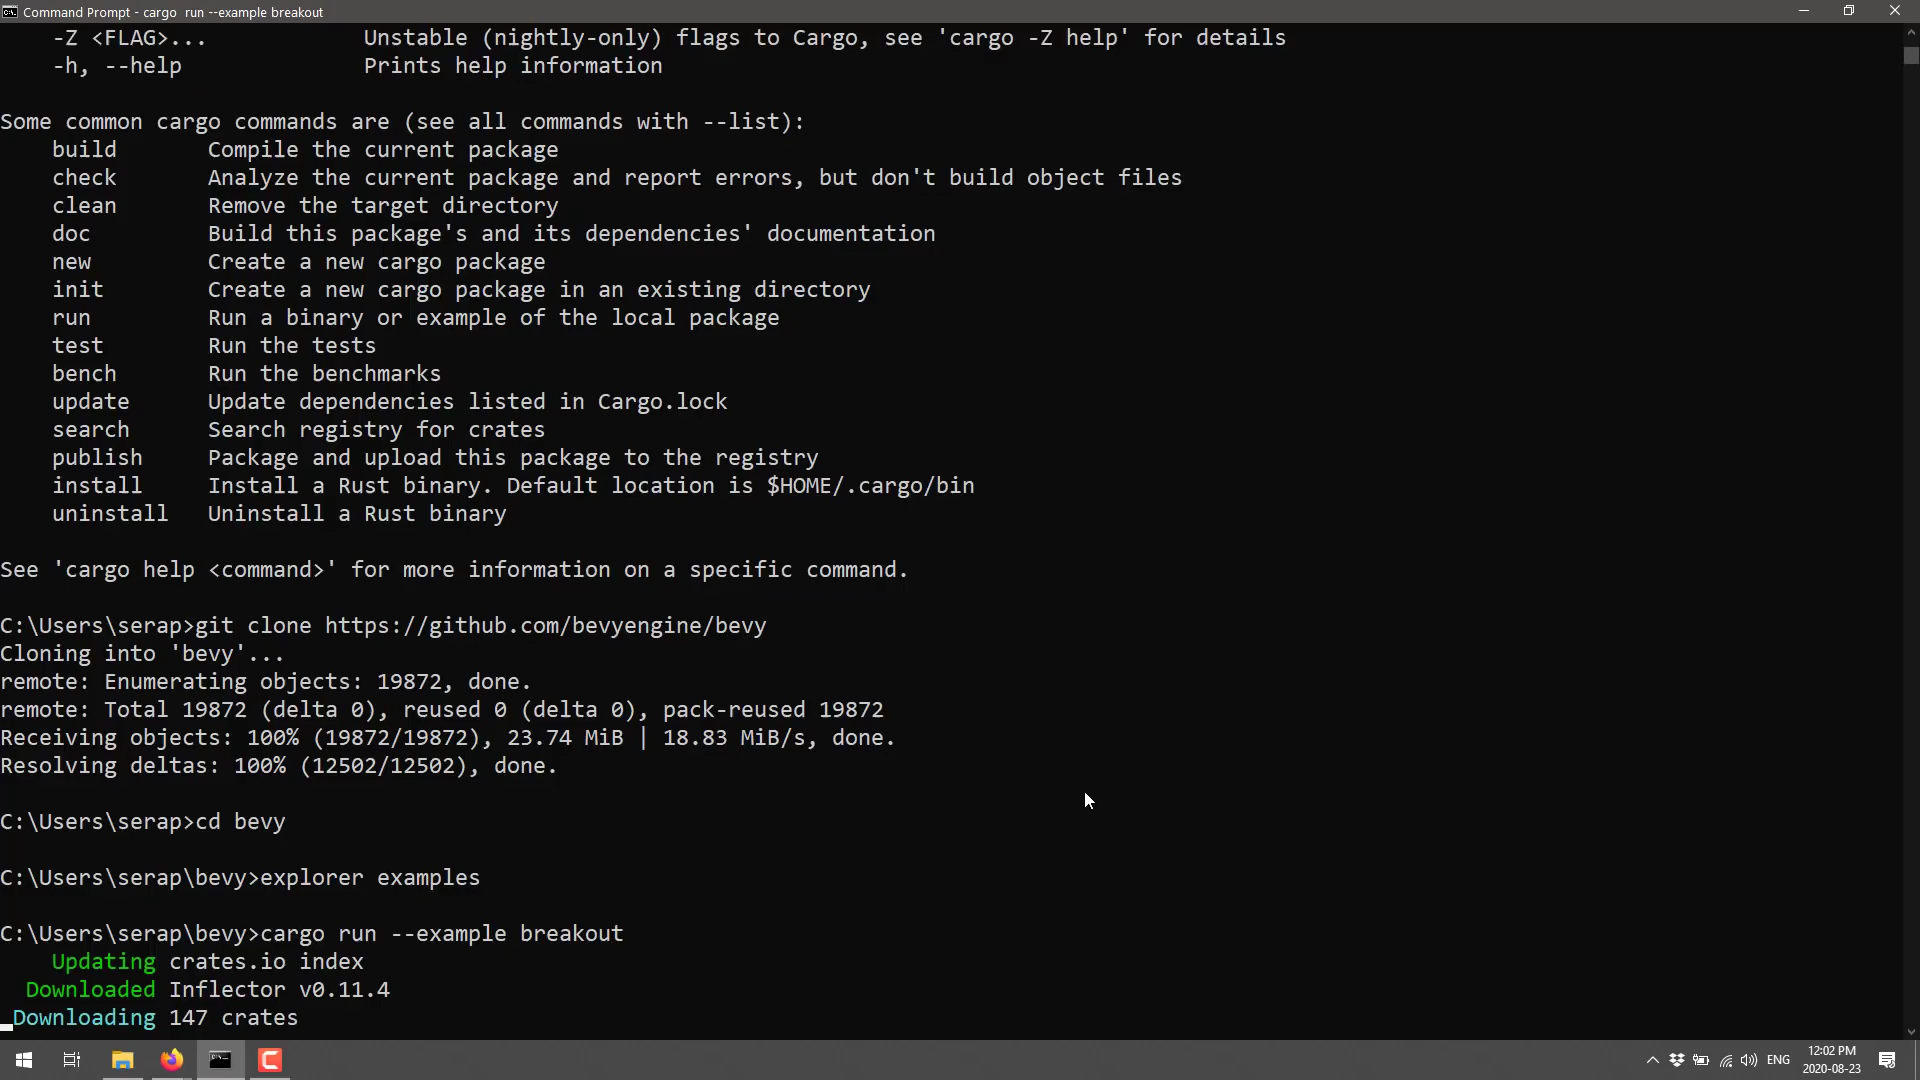 Command Prompt - cargo  run --example breakout
-Z <FLAG>...            Unstable (nightly-only) flags to Cargo, see 'cargo -Z help' for details
-h, --help              Prints help information
Some common cargo commands are (see all commands with --list):
build       Compile the current package
check       Analyze the current package and report errors, but don't build object files
clean       Remove the target directory
doc         Build this package's and its dependencies' documentation
new         Create a new cargo package
init        Create a new cargo package in an existing directory
run         Run a binary or example of the local package
test        Run the tests
bench       Run the benchmarks
update      Update dependencies listed in Cargo.lock
search      Search registry for crates
publish     Package and upload this package to the registry
install     Install a Rust binary. Default location is $HOME/.cargo/bin
uninstall   Uninstall a Rust binary
See 'cargo help <command>' for more information on a specific command.
C:\Users\serap>git clone https://github.com/bevyengine/bevy
Cloning into 'bevy'...
remote: Enumerating objects: 19872, done.
remote: Total 19872 (delta 0), reused 0 (delta 0), pack-reused 19872
Receiving objects: 100% (19872/19872), 23.74 MiB | 18.83 MiB/s, done.
Resolving deltas: 100% (12502/12502), done.
C:\Users\serap>cd bevy
C:\Users\serap\bevy>explorer examples
C:\Users\serap\bevy>cargo run --example breakout
Updating crates.io index
Downloaded Inflector v0.11.4
Downloading 147 crates
ENG
12:02 PM
2020-08-23